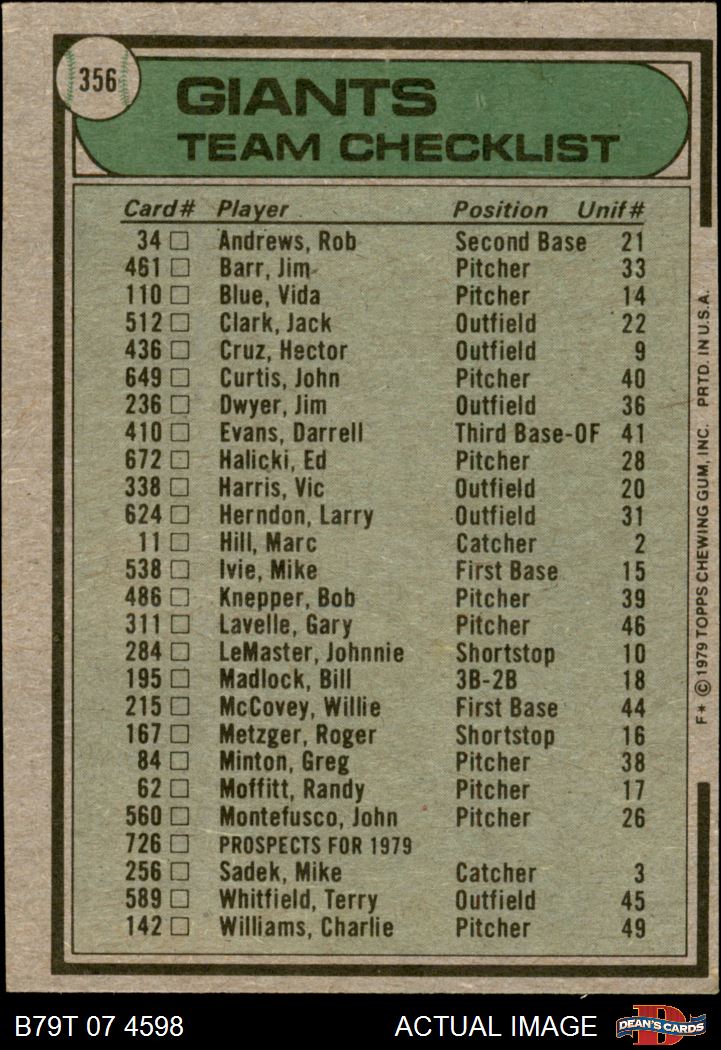 356
GIANTS
TEAM CHECKLIST
Card# Player Position Unif#
34 Andrews, Rob Second Base 21
461 Barr, Jim Pitcher 33
110 Blue, Vida Pitcher 14
512 Clark, Jack Outfield 22
436 Cruz, Hector Outfield 9
649 Curtis, John Pitcher 40
236 Dwyer, Jim Outfield 36
410 Evans, Darrell Third Base-OF 41
672 Halicki, Ed Pitcher 28
338 Harris, Vic Outfield 20
624 Herndon, Larry Outfield 31
11 Hill, Marc Catcher 2
538 Ivie, Mike First Base 15
486 Knepper, Bob Pitcher 39
311 Lavelle, Gary Pitcher 46
284 LeMaster, Johnnie Shortstop 10
195 Madlock, Bill 3B-2B 18
215 McCovey, Willie First Base 44
167 Metzger, Roger Shortstop 16
84 Minton, Greg Pitcher 38
62 Moffitt, Randy Pitcher 17
560 Montefusco, John Pitcher 26
726 PROSPECTS FOR 1979
256 Sadek, Mike Catcher 3
589 Whitfield, Terry Outfield 45
142 Williams, Charlie Pitcher 49
F* © 1979 TOPPS CHEWING GUM, INC. PRTD. IN U.S.A.
B79T 07 4598 ACTUAL IMAGE
D
DEAN'S CARDS